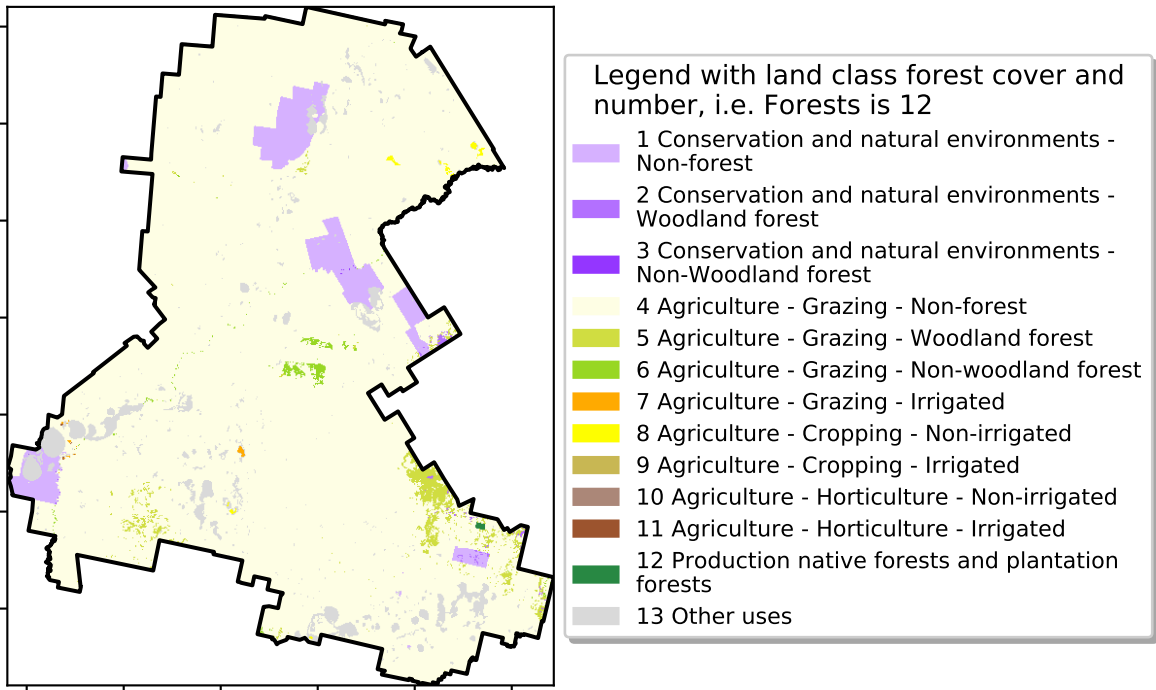 Legend with land class forest cover and
number, i.e. Forests is 12
1 Conservation and natural environments -
Non-forest
2 Conservation and natural environments -
Woodland forest
3 Conservation and natural environments -
Non-Woodland forest
4 Agriculture - Grazing - Non-forest
5 Agriculture - Grazing - Woodland forest
6 Agriculture - Grazing - Non-woodland forest
7 Agriculture - Grazing - Irrigated
8 Agriculture - Cropping - Non-irrigated
9 Agriculture - Cropping - Irrigated
10 Agriculture - Horticulture - Non-irrigated
11 Agriculture - Horticulture - Irrigated
12 Production native forests and plantation
forests
13 Other uses